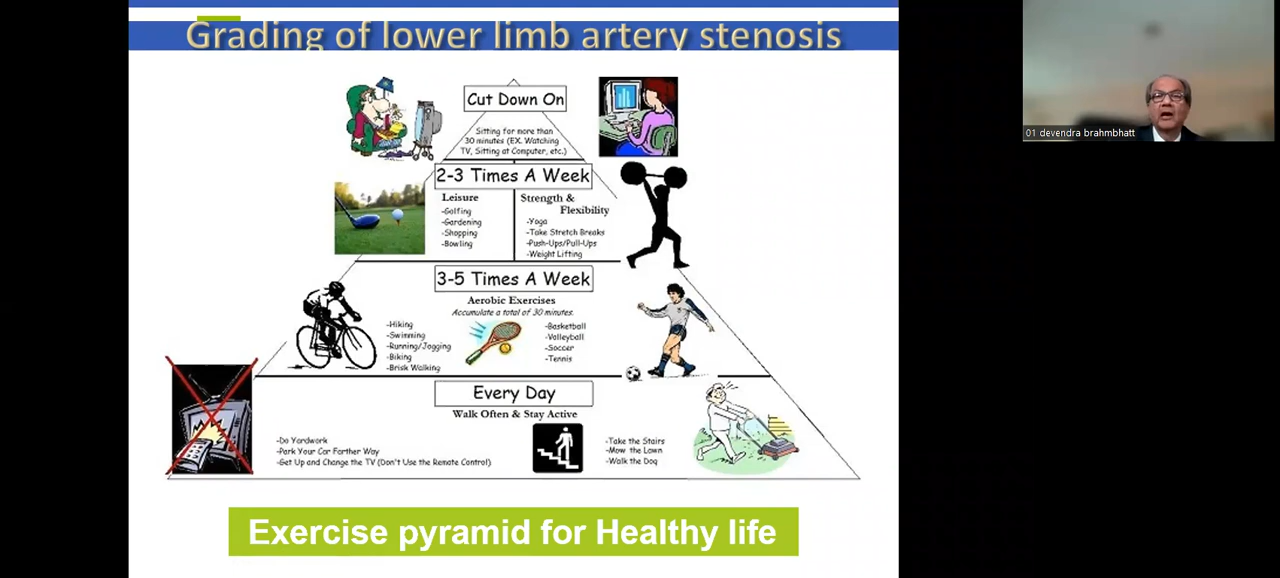 Grading of lower limb artery stenosis
01 devendra brahmbhatt
Cut Down On
Sitting for more than
30 minutes (EX. Watching
TV, Sitting at Computer, etc.)
2-3 Times A Week
Leisure
-Golfing
-Gardening
-Shopping
-Bowling
Strength &
Flexibility
-Yoga
-Take Stretch Breaks
-Push-Ups/Pull-Ups
-Weight Lifting
3-5 Times A Week
Aerobic Exercises
Accumulate a total of 30 minutes.
-Hiking
-Swimming
-Running/Jogging
-Biking
-Brisk Walking
-Basketball
-Volleyball
-Soccer
-Tennis
Every Day
Walk Often & Stay Active
-Do Yardwork
-Park Your Car Farther Way
-Get Up and Change the TV (Don't Use the Remote Control)
-Take the Stairs
-Mow the Lawn
-Walk the Dog
Exercise pyramid for Healthy life